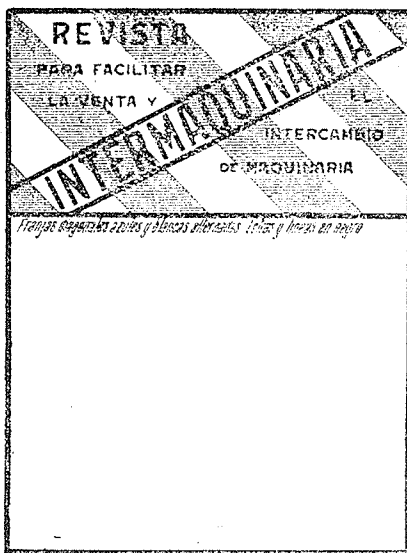 REVISTA
PARA FACILITAR
LA VENTA Y
EL
INTERCAMBIO
DE MAQUINARIA
INTERMAQUINARIA
Franjas diagonales azules y blancas alternadas. Letras y líneas en negro